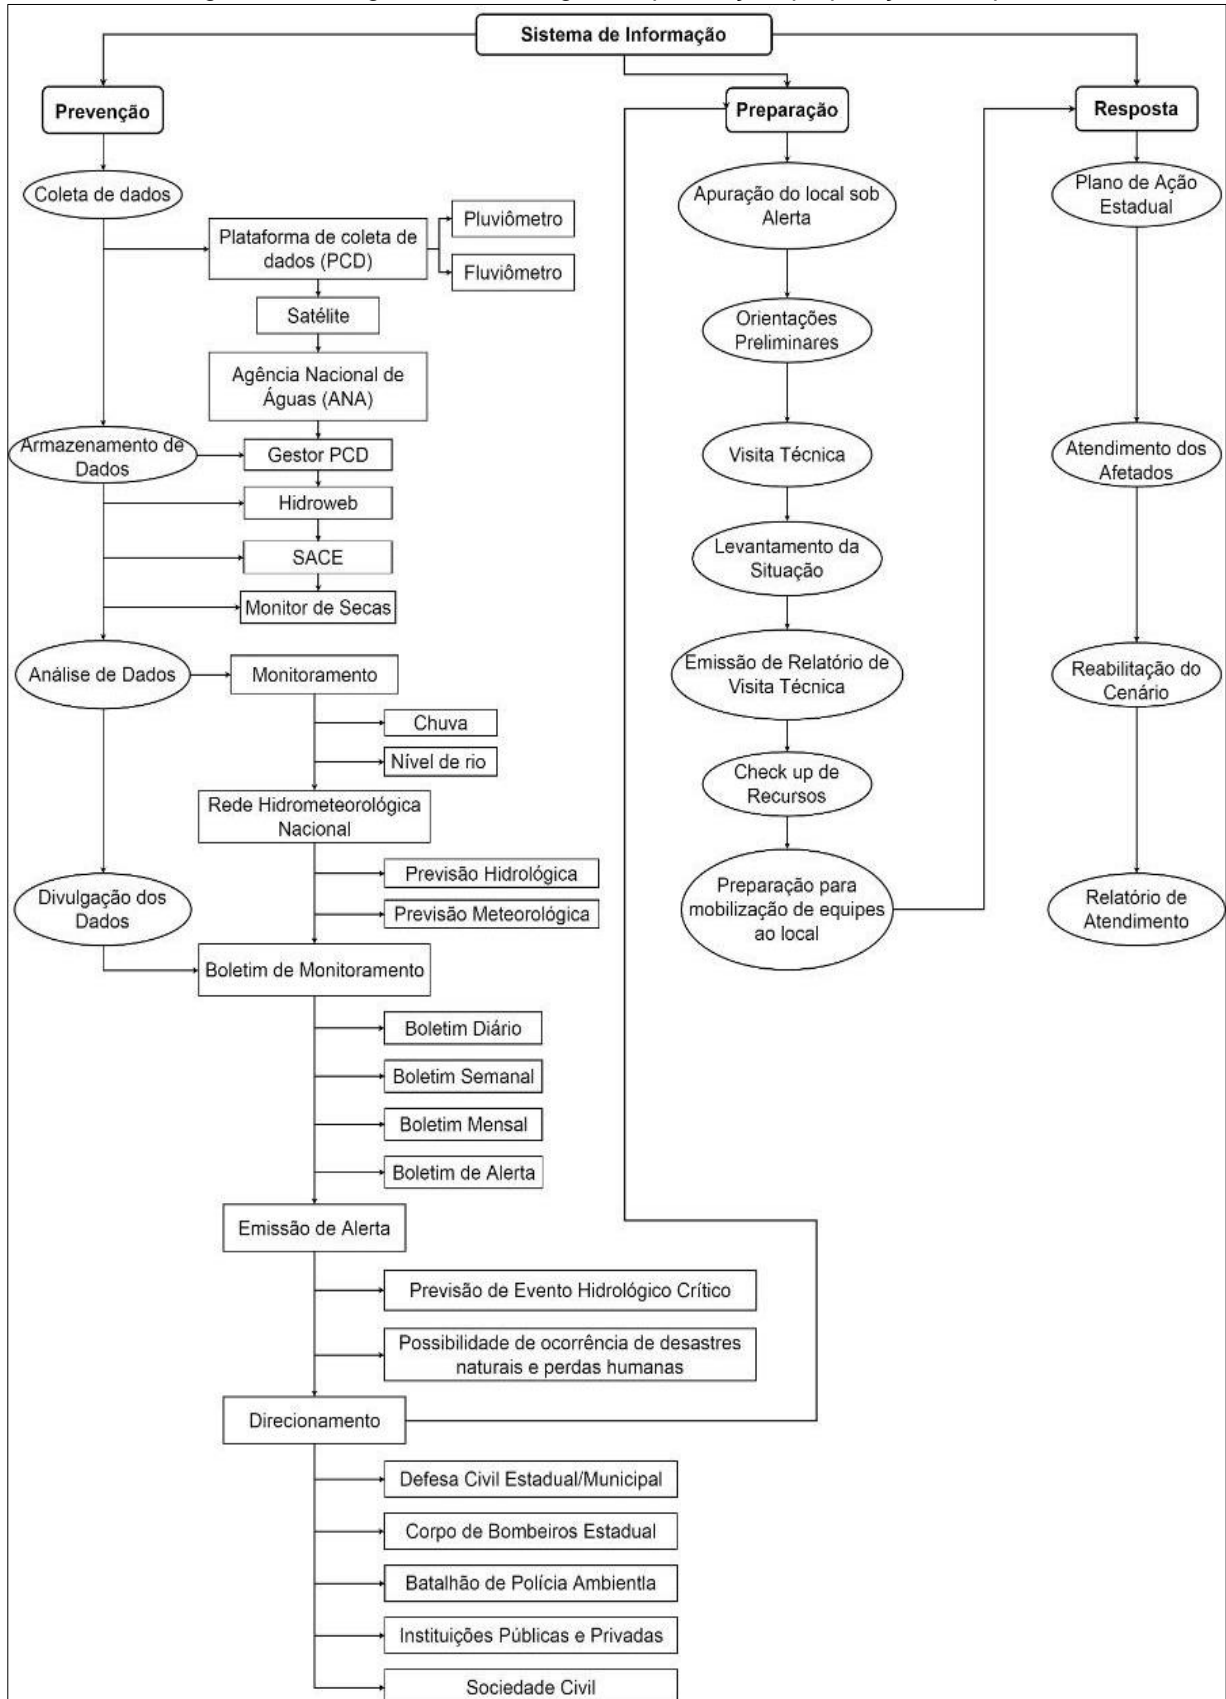 Sistema de Informação
Prevenção
Preparação
Resposta
Coleta de dados
Plataforma de coleta de
dados (PCD)
Pluviômetro
Fluviômetro
Satélite
Agência Nacional de
Águas (ANA)
Armazenamento de
Dados
Gestor PCD
Hidroweb
SACE
Monitor de Secas
Análise de Dados
Monitoramento
Chuva
Nível de rio
Rede Hidrometeorológica
Nacional
Previsão Hidrológica
Previsão Meteorológica
Divulgação dos
Dados
Boletim de Monitoramento
Boletim Diário
Boletim Semanal
Boletim Mensal
Boletim de Alerta
Emissão de Alerta
Previsão de Evento Hidrológico Crítico
Possibilidade de ocorrência de desastres
naturais e perdas humanas
Direcionamento
Defesa Civil Estadual/Municipal
Corpo de Bombeiros Estadual
Batalhão de Polícia Ambientla
Instituições Públicas e Privadas
Sociedade Civil
Apuração do local sob
Alerta
Orientações
Preliminares
Visita Técnica
Levantamento da
Situação
Emissão de Relatório de
Visita Técnica
Check up de
Recursos
Preparação para
mobilização de equipes
ao local
Plano de Ação
Estadual
Atendimento dos
Afetados
Reabilitação do
Cenário
Relatório de
Atendimento